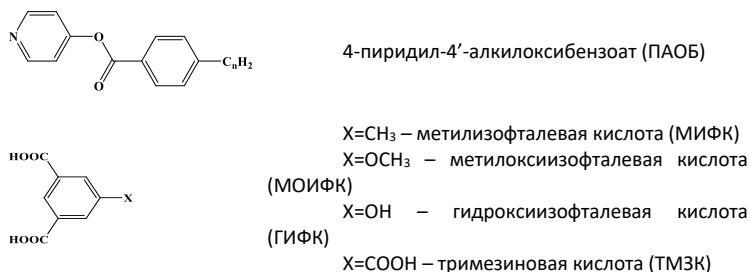 N
O
O
CnH2
4-пиридил-4’-алкилоксибензоат (ПАОБ)
HOOC
X
HOOC
X=CH₃ – метилизофталевая кислота (МИФК)
X=OCH₃ – метилоксиизофталевая кислота
(МОИФК)
X=OH – гидроксиизофталевая кислота
(ГИФК)
X=COOH – тримезиновая кислота (ТМЗК)